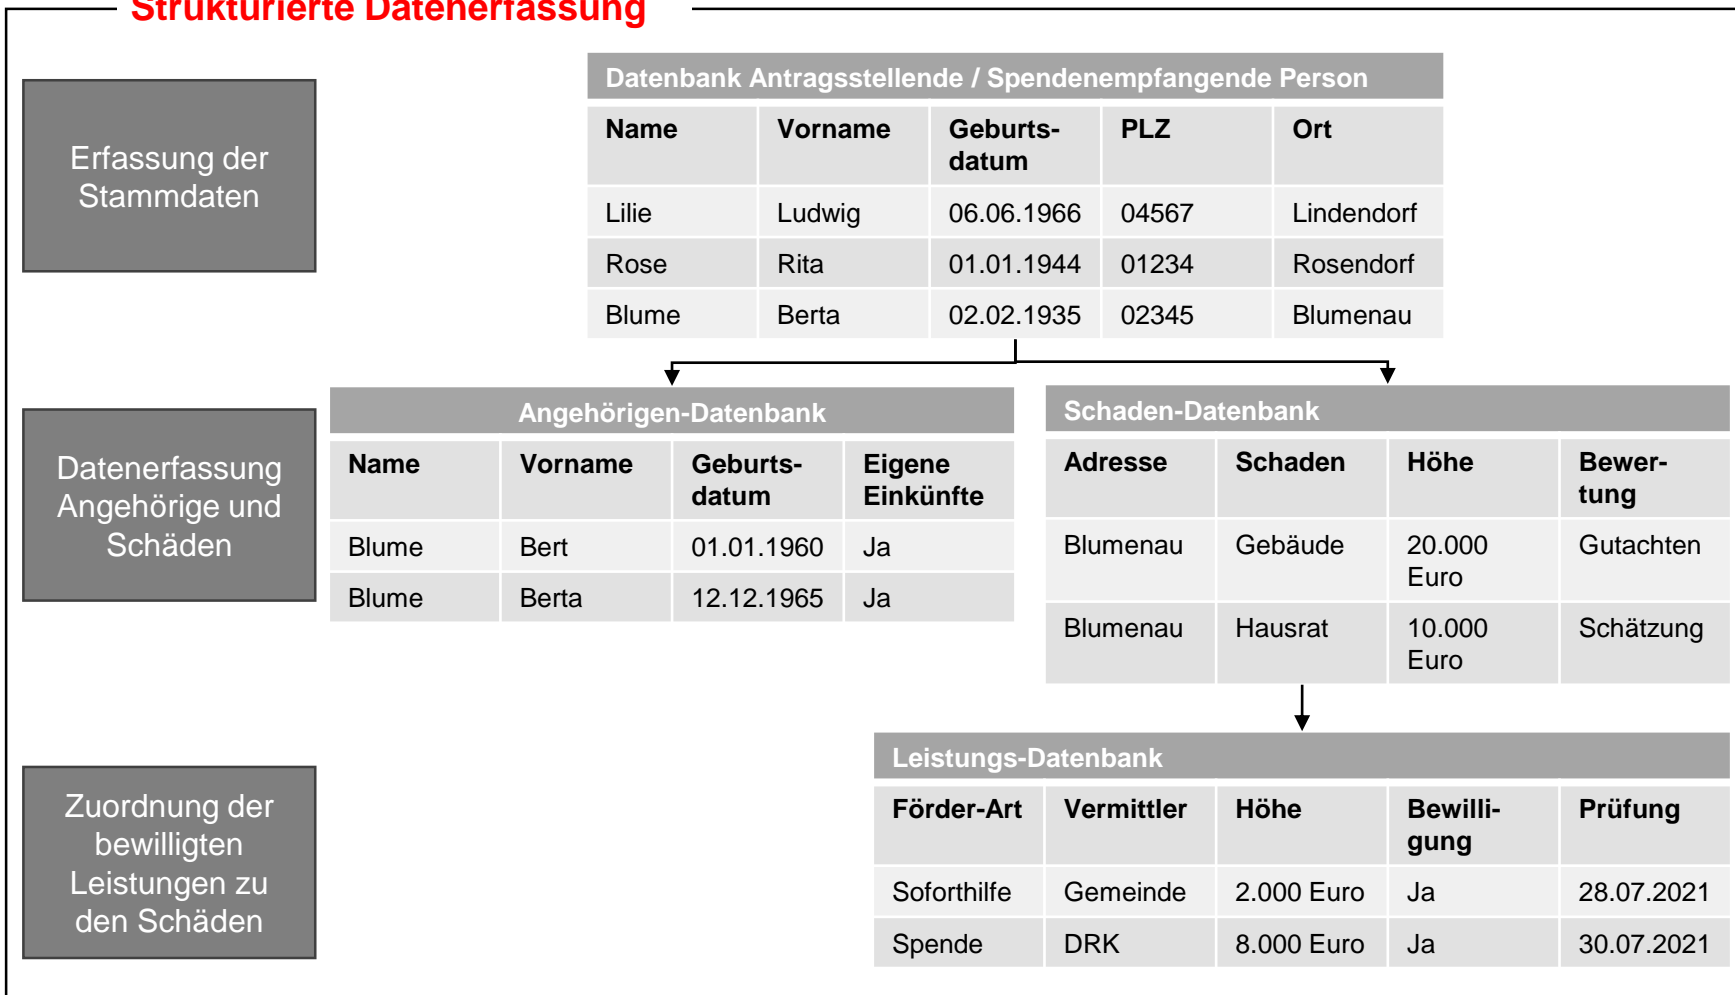 Strukturierte Datenerfassung
Erfassung der
Stammdaten
Datenbank Antragsstellende / Spendenempfangende Person
Name Vorname Geburts-datum PLZ Ort
Lilie Ludwig 06.06.1966 04567 Lindendorf
Rose Rita 01.01.1944 01234 Rosendorf
Blume Berta 02.02.1935 02345 Blumenau
Datenerfassung
Angehörige und
Schäden
Angehörigen-Datenbank
Name Vorname Geburts-datum Eigene Einkünfte
Blume Bert 01.01.1960 Ja
Blume Berta 12.12.1965 Ja
Schaden-Datenbank
Adresse Schaden Höhe Bewer-tung
Blumenau Gebäude 20.000 Euro Gutachten
Blumenau Hausrat 10.000 Euro Schätzung
Zuordnung der
bewilligten
Leistungen zu
den Schäden
Leistungs-Datenbank
Förder-Art Vermittler Höhe Bewilli-gung Prüfung
Soforthilfe Gemeinde 2.000 Euro Ja 28.07.2021
Spende DRK 8.000 Euro Ja 30.07.2021